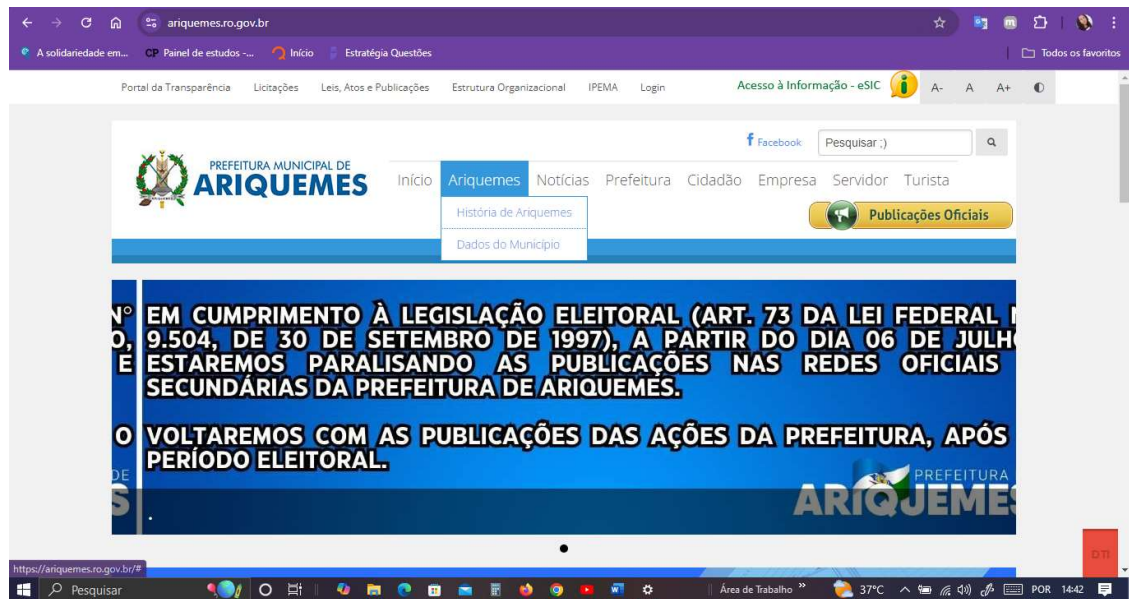 ariquemes.ro.gov.br
A solidariedade em... CP Painel de estudos -... Início Estratégia Questões Todos os favoritos
Portal da Transparência Licitações Leis, Atos e Publicações Estrutura Organizacional IPEMA Login Acesso à Informação - eSIC A- A A+
Facebook Pesquisar ;)
PREFEITURA MUNICIPAL DE
ARIQUEMES
Início Ariquemes Notícias Prefeitura Cidadão Empresa Servidor Turista
História de Ariquemes
Dados do Município
Publicações Oficiais
Nº EM CUMPRIMENTO À LEGISLAÇÃO ELEITORAL (ART. 73 DA LEI FEDERAL
O, 9.504, DE 30 DE SETEMBRO DE 1997), A PARTIR DO DIA 06 DE JULH
E ESTAREMOS PARALISANDO AS PUBLICAÇÕES NAS REDES OFICIAIS
SECUNDÁRIAS DA PREFEITURA DE ARIQUEMES.
O VOLTAREMOS COM AS PUBLICAÇÕES DAS AÇÕES DA PREFEITURA, APÓS
PERÍODO ELEITORAL.
DE
S
PREFEITURA
ARIQUEMES
.
DTI
https://ariquemes.ro.gov.br/#
Pesquisar Área de Trabalho 37°C POR 14:42